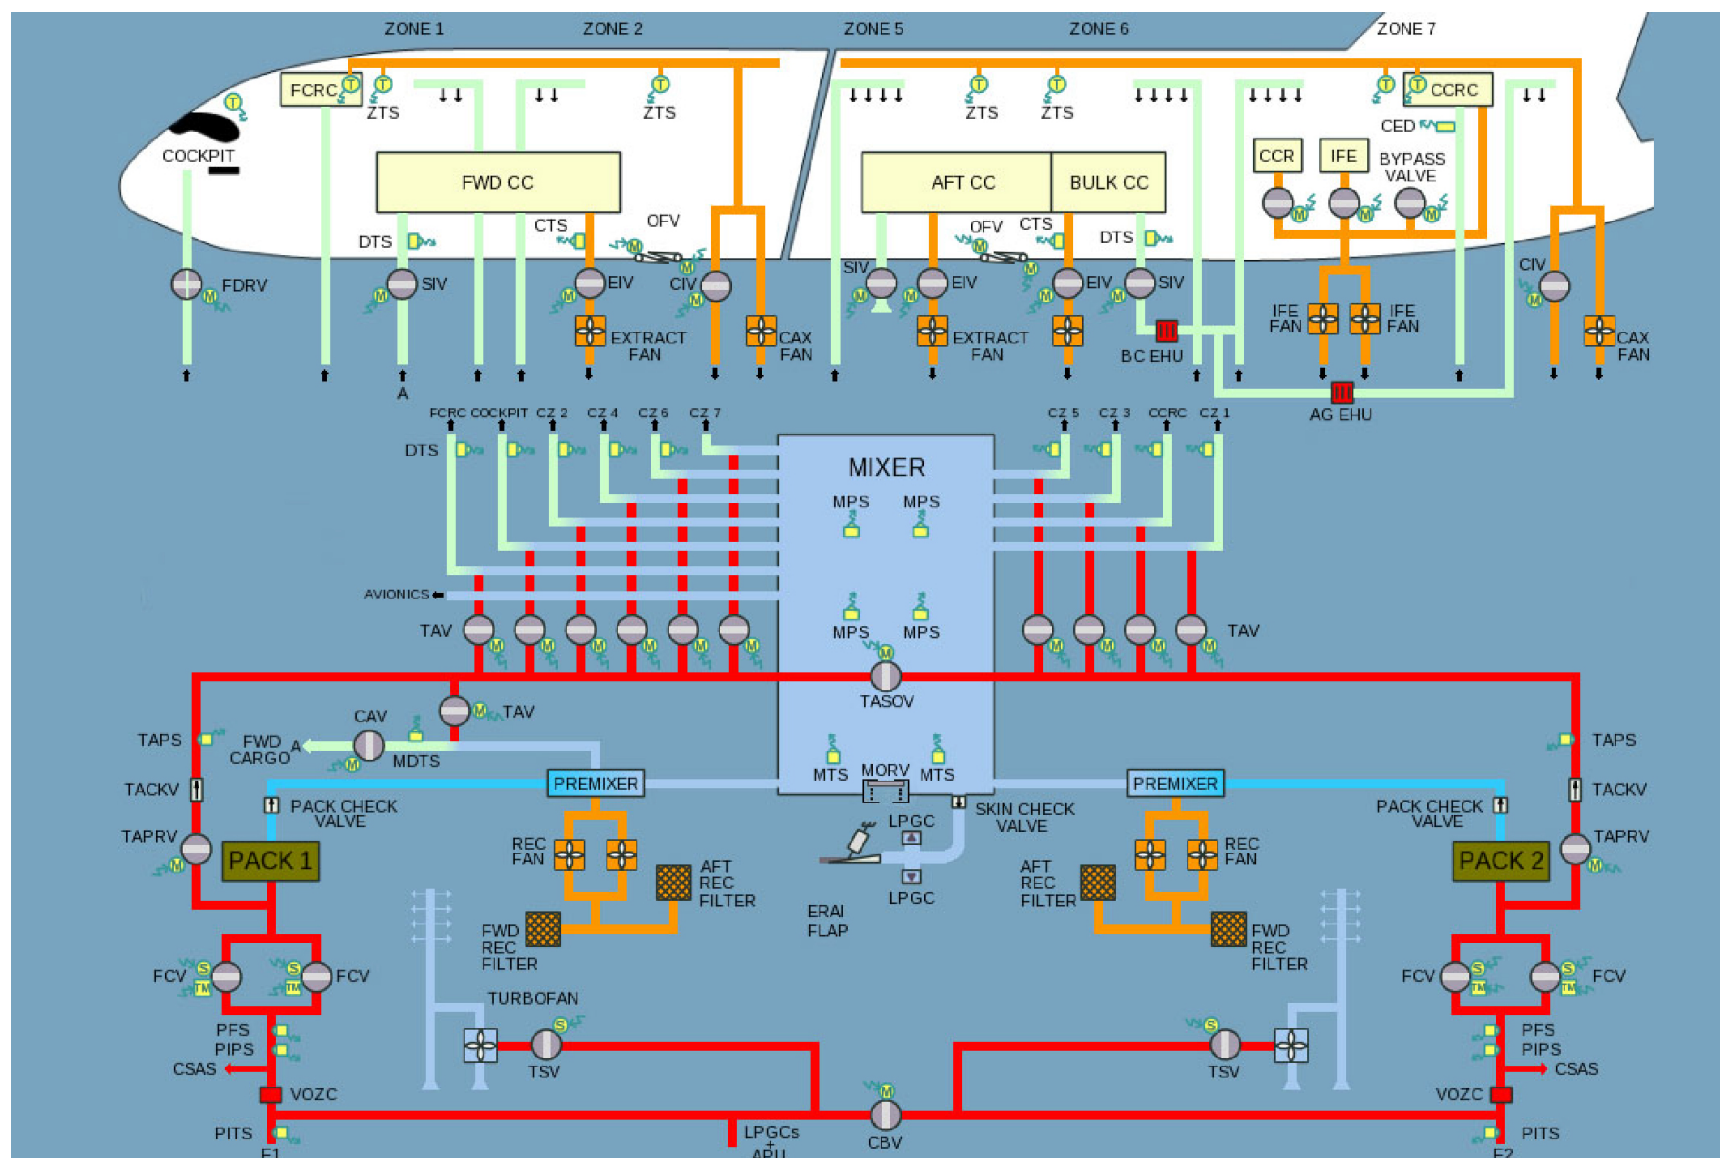 ZONE 1
ZONE 2
ZONE 5
ZONE 6
ZONE 7
FCRC
T
T
T
T
T
T
T
T
CCRC
ZTS
ZTS
ZTS
ZTS
CED
COCKPIT
FWD CC
AFT CC
BULK CC
CCR
IFE
BYPASS
VALVE
M
M
M
DTS
CTS
OFV
OFV
CTS
DTS
M
M
M
M
FDRV
M
SIV
M
EIV
M
CIV
M
SIV
M
EIV
M
EIV
M
SIV
CIV
M
EXTRACT
FAN
CAX
FAN
EXTRACT
FAN
BC EHU
IFE
FAN
IFE
FAN
CAX
FAN
A
AG EHU
FCRC
COCKPIT
CZ 2
CZ 4
CZ 6
CZ 7
CZ 5
CZ 3
CCRC
CZ 1
DTS
MIXER
MPS
MPS
AVIONICS
TAV
M
M
M
M
M
M
MPS
MPS
M
M
M
M
TAV
M
TASOV
CAV
M
TAV
TAPS
FWD
CARGO
A
M
MDTS
MTS
MORV
MTS
TAPS
TACKV
PACK CHECK
VALVE
PREMIXER
PREMIXER
SKIN CHECK
VALVE
PACK CHECK
VALVE
TACKV
TAPRV
M
PACK 1
REC
FAN
AFT
REC
FILTER
LPGC
LPGC
ERAI
FLAP
AFT
REC
FILTER
REC
FAN
PACK 2
TAPRV
M
FWD
REC
FILTER
FWD
REC
FILTER
FCV
S
TM
S
TM
FCV
FCV
S
TM
S
TM
FCV
TURBOFAN
S
TSV
S
TSV
PFS
PIPS
CSAS
VOZC
PITS
PFS
PIPS
CSAS
VOZC
PITS
M
CBV
LPGCs
+
APU
E1
E2